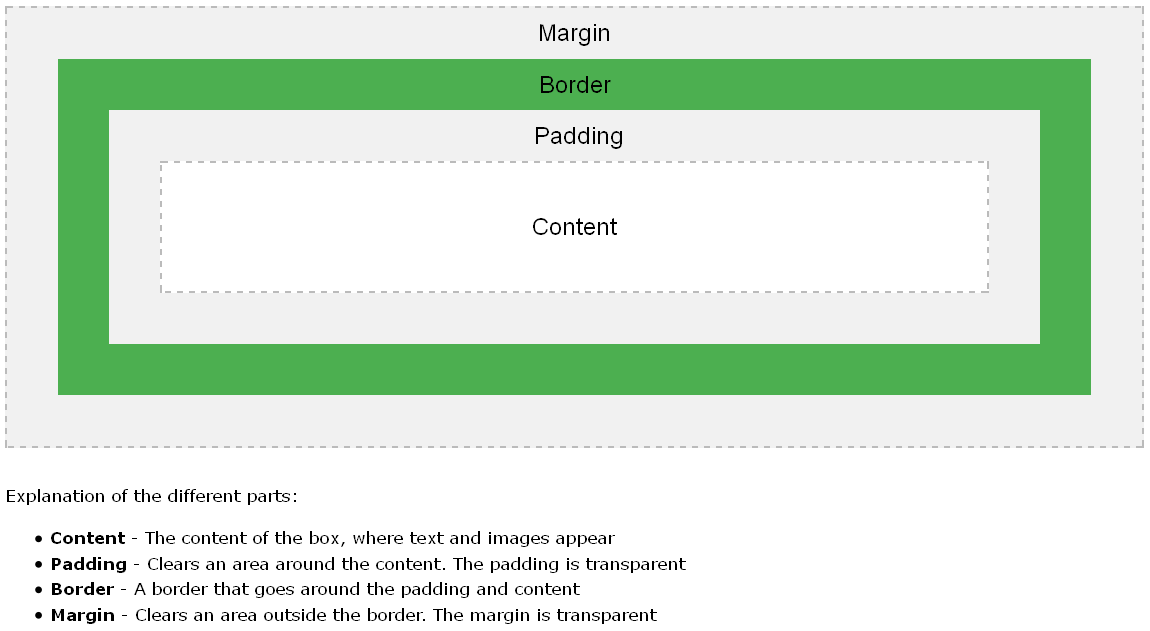 Margin
Border
Padding
Content
Explanation of the different parts:
• Content - The content of the box, where text and images appear
• Padding - Clears an area around the content. The padding is transparent
• Border - A border that goes around the padding and content
• Margin - Clears an area outside the border. The margin is transparent